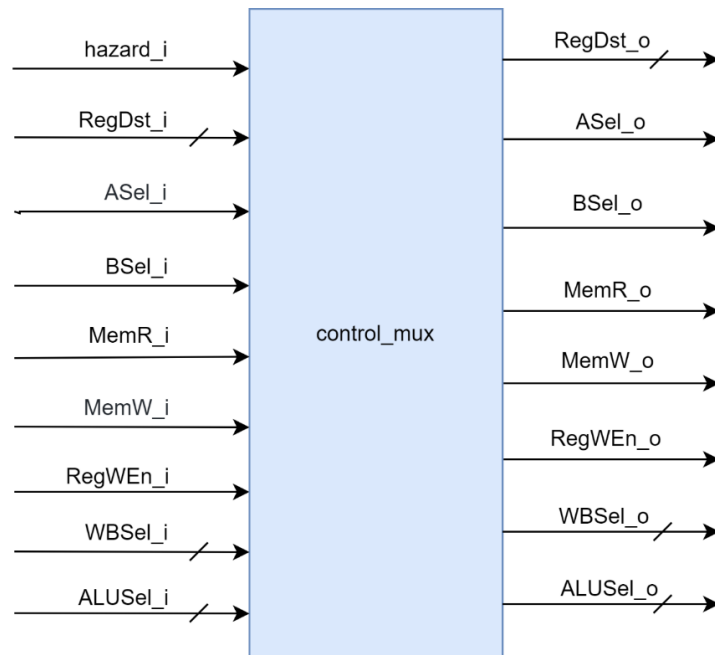 hazard_i
RegDst_i
ASel_i
BSel_i
MemR_i
MemW_i
RegWEn_i
WBSel_i
ALUSel_i
control_mux
RegDst_o
ASel_o
BSel_o
MemR_o
MemW_o
RegWEn_o
WBSel_o
ALUSel_o